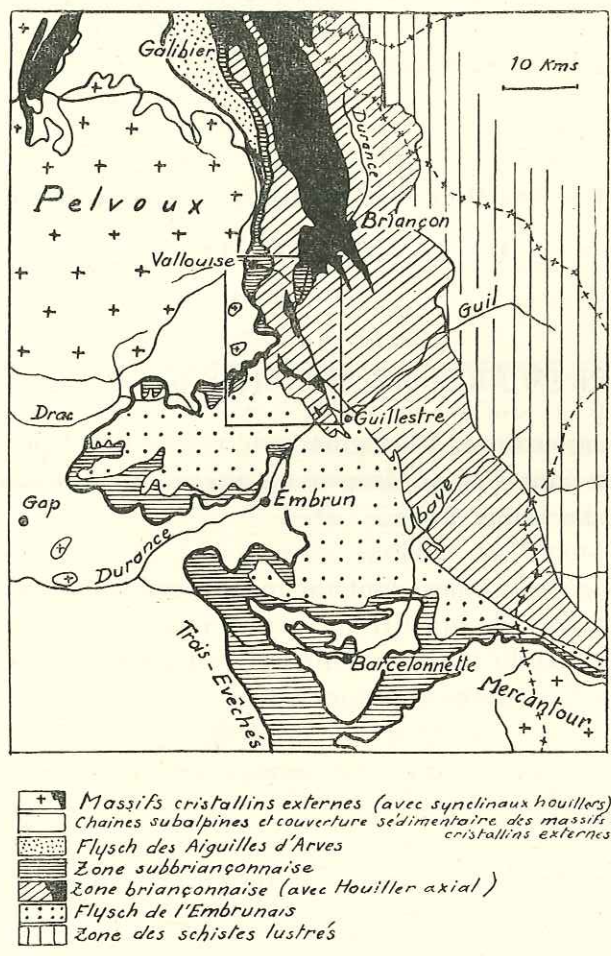 Galibier
10 Kms
Durance
Pelvoux
Briançon
Vallouise
Guil
Drac
Guillestre
Gap
Embrun
Ubaye
Durance
Trois-Evêchés
Barcelonnette
Mercantour
Massifs cristallins externes (avec synclinaux houillers)
Chaines subalpines et couverture sédimentaire des massifs
cristallins externes
Flysch des Aiguilles d'Arves
Zone subbriançonnaise
Zone briançonnaise (avec Houiller axial)
Flysch de l'Embrunais
Zone des schistes lustrés